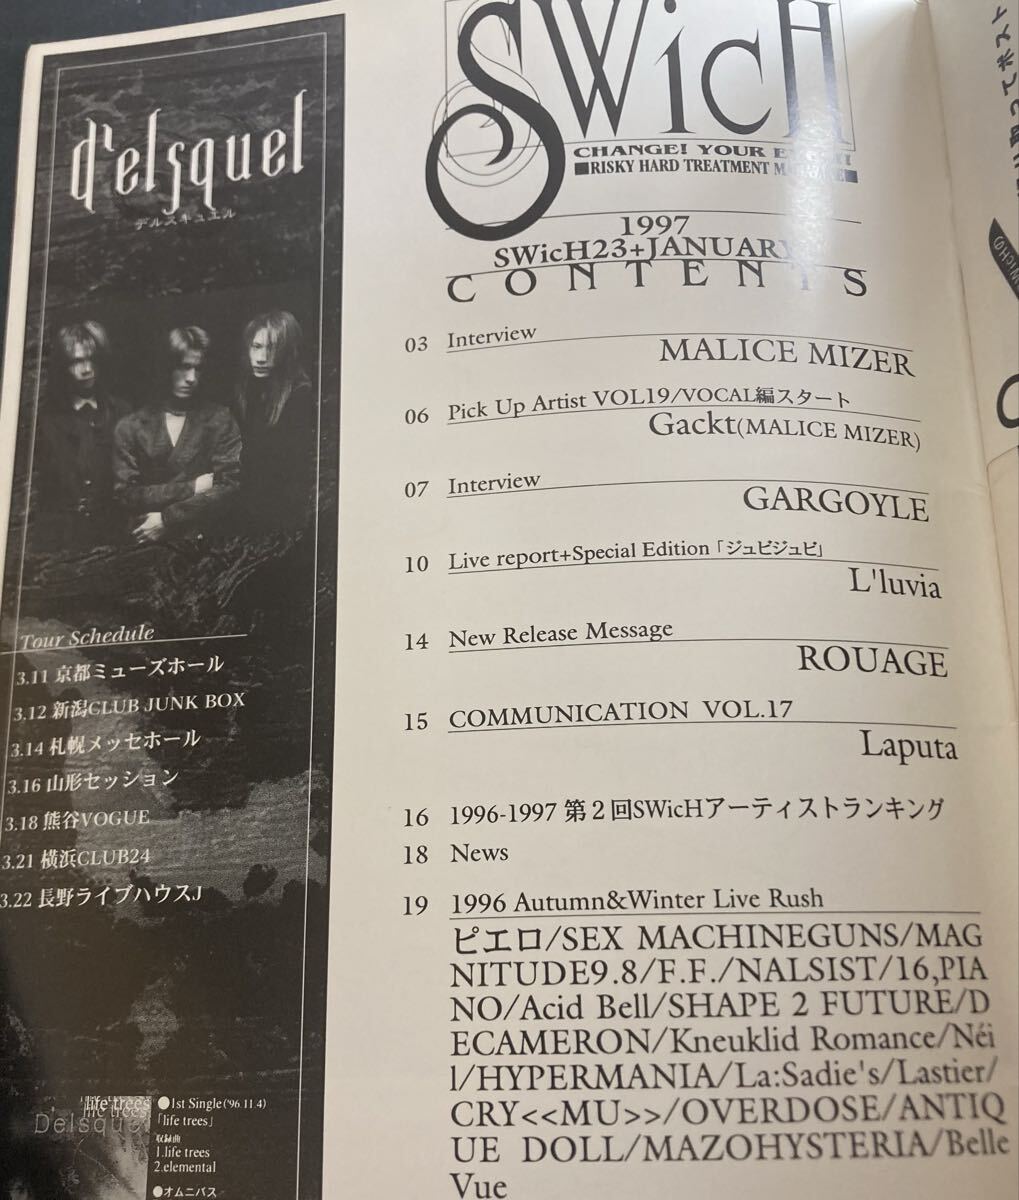 d'elsquel
デルスキュエル
Tour Schedule
3.11 京都ミューズホール
3.12 新潟CLUB JUNK BOX
3.14 札幌メッセホール
3.16 山形セッション
3.18 熊谷VOGUE
3.21 横浜CLUB24
3.22 長野ライブハウスJ
life trees
Delsquel
●1st Single('96.11.4)
「life trees」
収録曲
1.life trees
2.elemental
●オムニバス
SWicH
CHANGE! YOUR
■RISKY HARD TREATMENT
1997
SWicH23+JANUARY
CONTENTS
03 Interview
MALICE MIZER
06 Pick Up Artist VOL19/VOCAL編スタート
Gackt(MALICE MIZER)
07 Interview
GARGOYLE
10 Live report+Special Edition「ジュビジュビ」
L'luvia
14 New Release Message
ROUAGE
15 COMMUNICATION VOL.17
Laputa
16 1996-1997 第2回SWicHアーティストランキング
18 News
19 1996 Autumn&Winter Live Rush
ピエロ/SEX MACHINEGUNS/MAG
NITUDE9.8/F.F./NALSIST/16,PIA
NO/Acid Bell/SHAPE 2 FUTURE/D
ECAMERON/Kneuklid Romance/Néi
l/HYPERMANIA/La:Sadie's/Lastier/
CRY<<MU>>/OVERDOSE/ANTIQ
UE DOLL/MAZOHYSTERIA/Belle
Vue
ってポスト